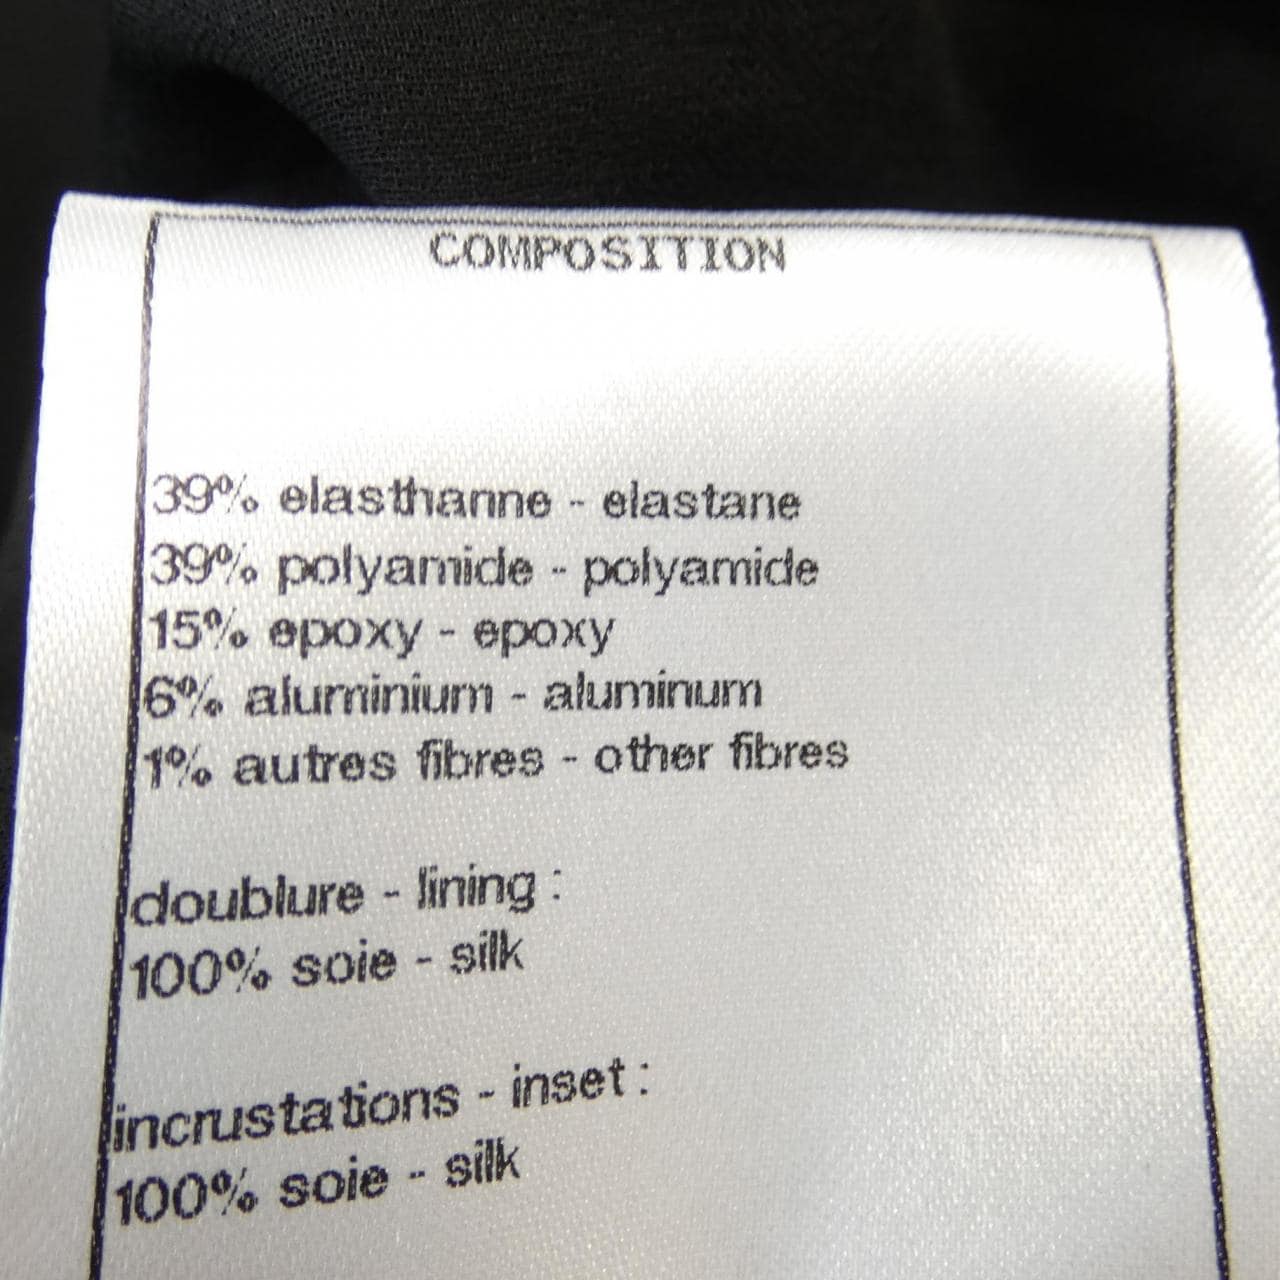 COMPOSITION
39% elasthanne - elastane
39% polyamide - polyamide
15% epoxy - epoxy
6% aluminium - aluminum
1% autres fibres - other fibres
doublure - lining :
100% soie - silk
incrustations - inset :
100% soie - silk